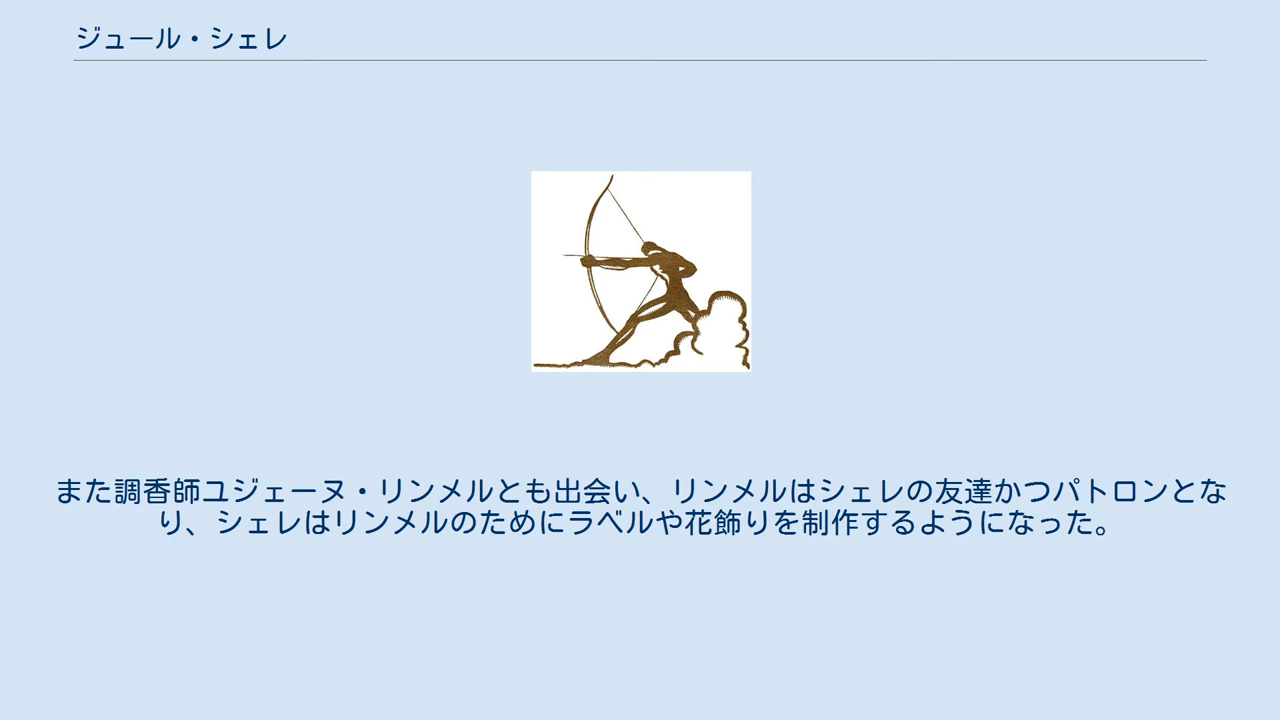 ジュール・シェレ
また調香師ユジェーヌ・リンメルとも出会い、リンメルはシェレの友達かつパトロンとな
り、シェレはリンメルのためにラベルや花飾りを制作するようになった。